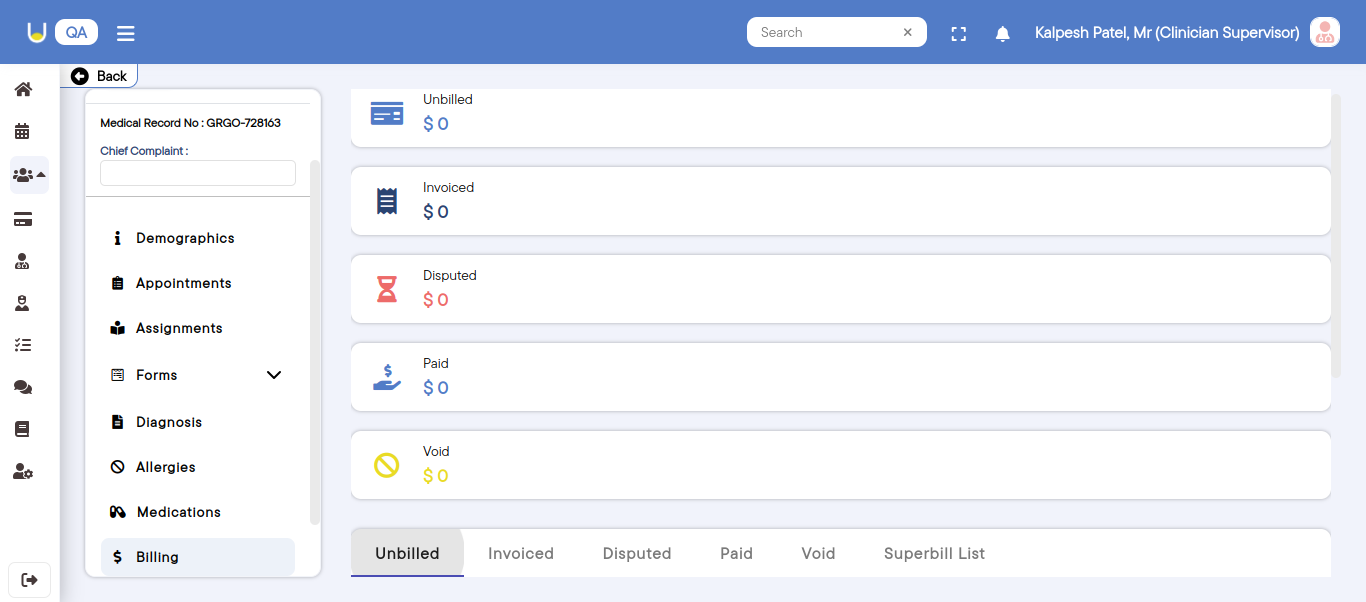 QA
Search
Kalpesh Patel, Mr (Clinician Supervisor)
Back
Medical Record No : GRGO-728163
Chief Complaint :
Demographics
Appointments
Assignments
Forms
Diagnosis
Allergies
Medications
Billing
Unbilled
$ 0
Invoiced
$ 0
Disputed
$ 0
Paid
$ 0
Void
$ 0
Unbilled Invoiced Disputed Paid Void Superbill List